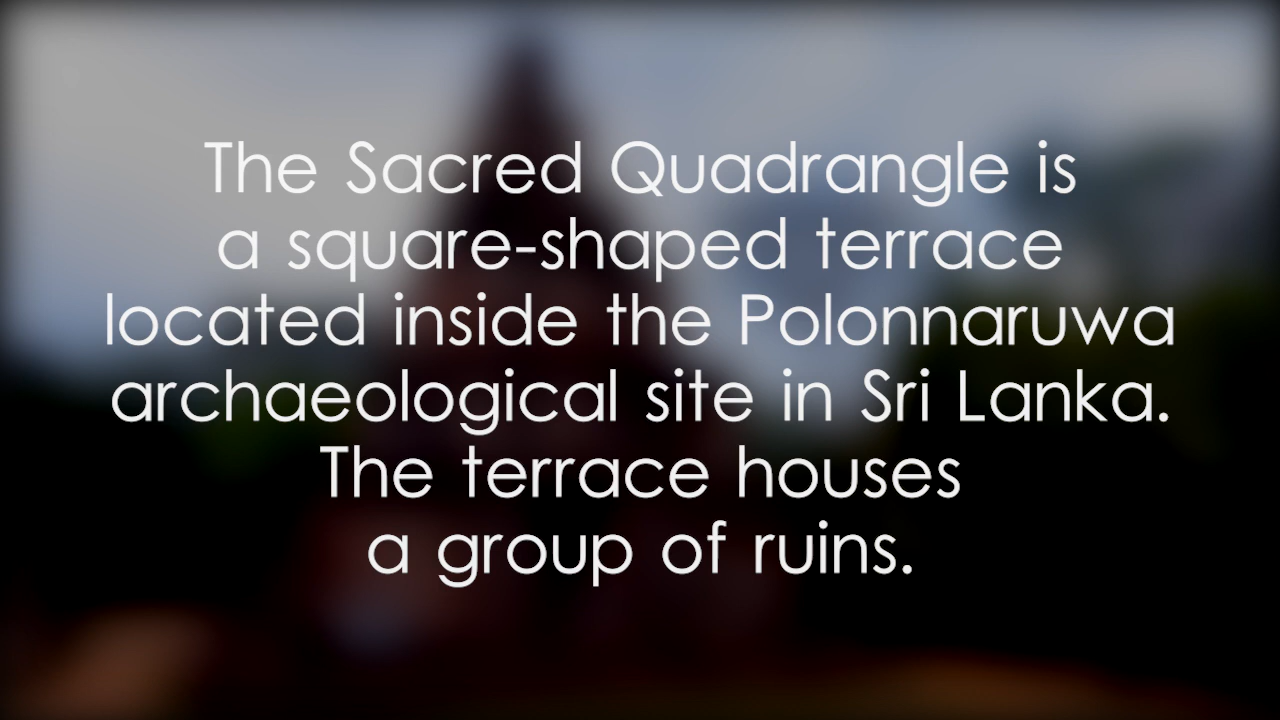 The Sacred Quadrangle is
a square-shaped terrace
located inside the Polonnaruwa
archaeological site in Sri Lanka.
The terrace houses
a group of ruins.